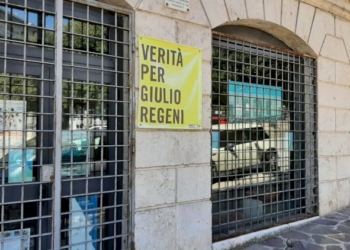 VERITÀ
PER
GIULIO
REGENI